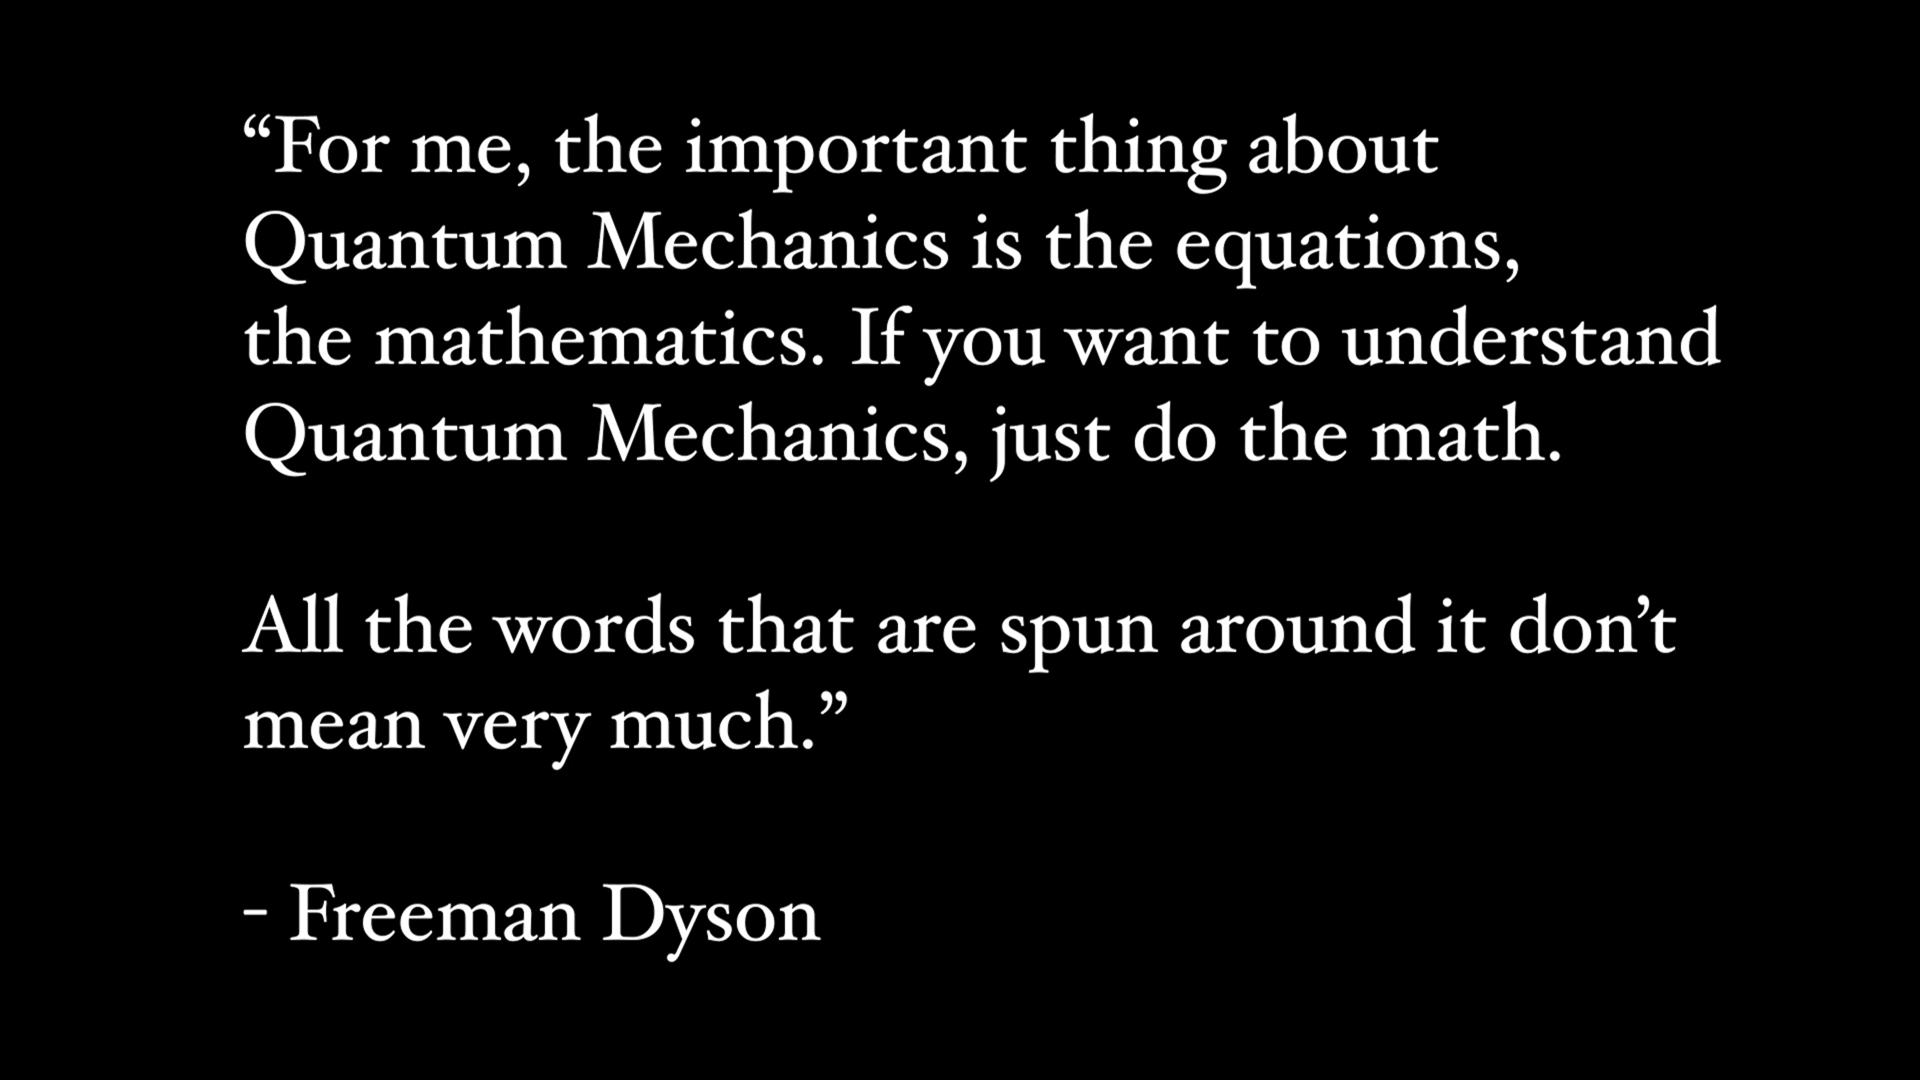 “For me, the important thing about
Quantum Mechanics is the equations,
the mathematics. If you want to understand
Quantum Mechanics, just do the math.
All the words that are spun around it don’t
mean very much.”
- Freeman Dyson